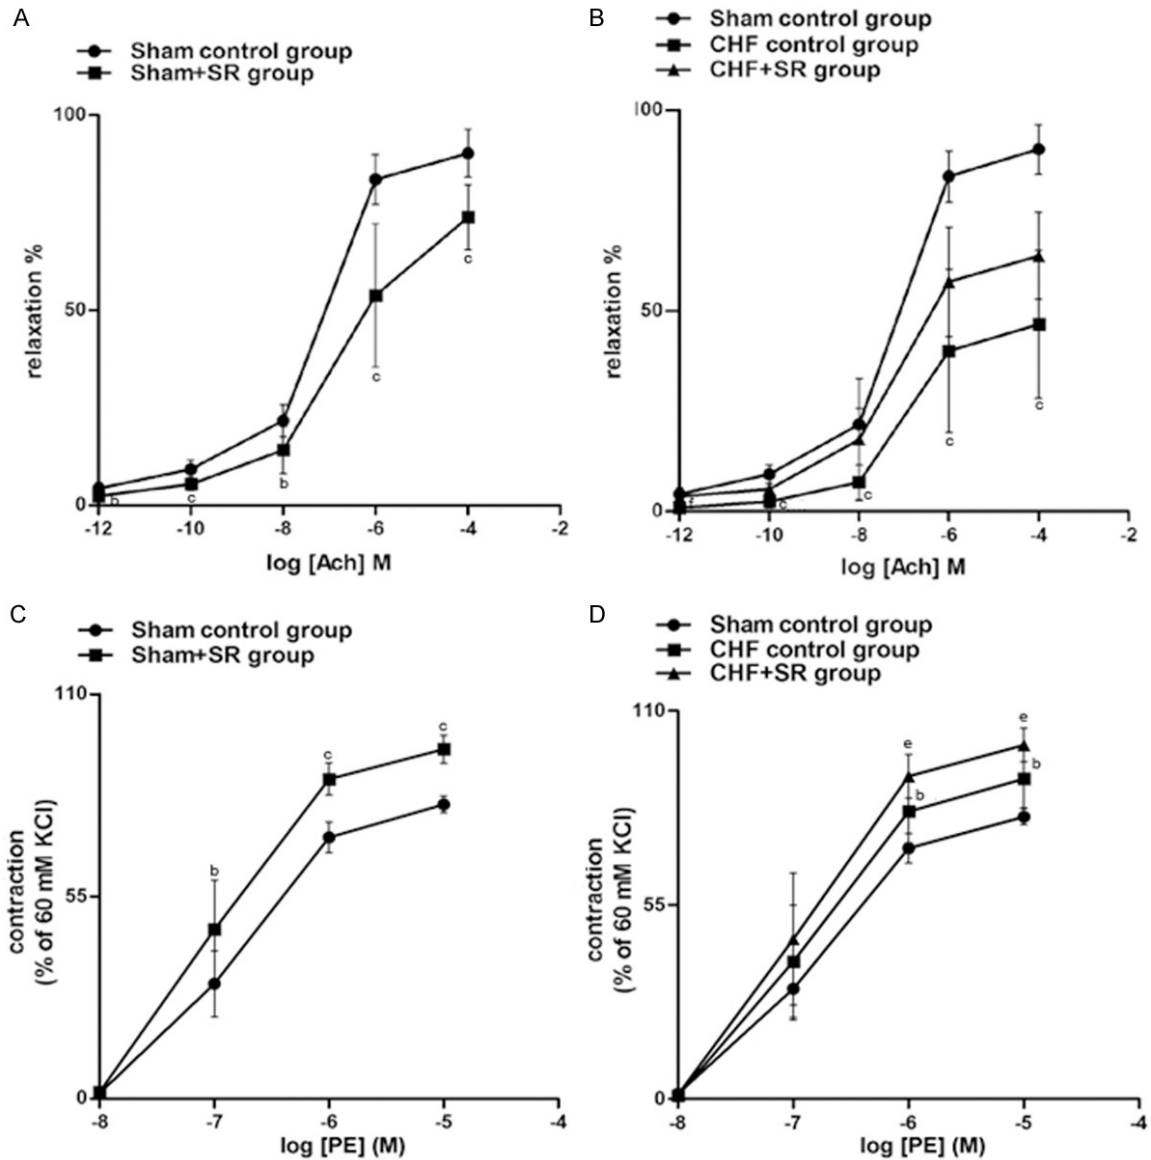 A
Sham control group
Sham+SR group
100
50
0
relaxation %
b
c
b
c
c
-12 -10 -8 -6 -4 -2
log [Ach] M
B
Sham control group
CHF control group
CHF+SR group
100
50
0
relaxation %
c
c
c
c
-12 -10 -8 -6 -4 -2
log [Ach] M
C
Sham control group
Sham+SR group
110
55
0
contraction
(% of 60 mM KCl)
b
c
c
-8 -7 -6 -5 -4
log [PE] (M)
D
Sham control group
CHF control group
CHF+SR group
110
55
0
contraction
(% of 60 mM KCl)
e
b
e
b
-8 -7 -6 -5 -4
log [PE] (M)